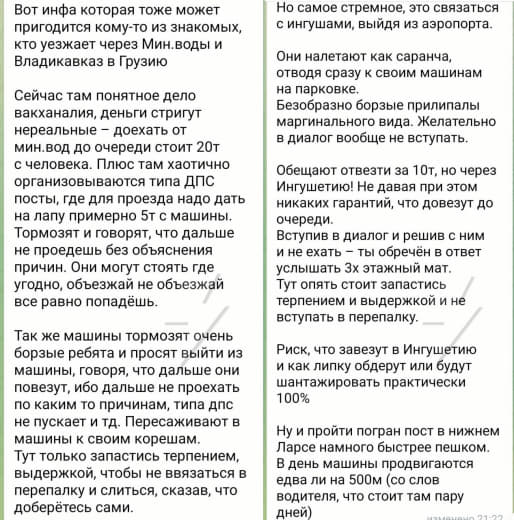 Вот инфа которая тоже может
пригодится кому-то из знакомых,
кто уезжает через Мин.воды и
Владикавказ в Грузию
Сейчас там понятное дело
вакханалия, деньги стригут
нереальные – доехать от
мин.вод до очереди стоит 20т
с человека. Плюс там хаотично
организовываются типа ДПС
посты, где для проезда надо дать
на лапу примерно 5т с машины.
Тормозят и говорят, что дальше
не проедешь без объяснения
причин. Они могут стоять где
угодно, объезжай не объезжай
все равно попадёшь.
Так же машины тормозят очень
борзые ребята и просят выйти из
машины, говоря, что дальше они
повезут, ибо дальше не проехать
по каким то причинам, типа дпс
не пускает и тд. Пересаживают в
машины к своим корешам.
Тут только запастись терпением,
выдержкой, чтобы не ввязаться в
перепалку и слиться, сказав, что
доберётесь сами.
Но самое стремное, это связаться
с ингушами, выйдя из аэропорта.
Они налетают как саранча,
отводя сразу к своим машинам
на парковке.
Безобразно борзые прилипалы
маргинального вида. Желательно
в диалог вообще не вступать.
Обещают отвезти за 10т, но через
Ингушетию! Не давая при этом
никаких гарантий, что довезут до
очереди.
Вступив в диалог и решив с ним
и не ехать – ты обречён в ответ
услышать 3х этажный мат.
Тут опять стоит запастись
терпением и выдержкой и не
вступать в перепалку.
Риск, что завезут в Ингушетию
и как липку обдерут или будут
шантажировать практически
100%
Ну и пройти погран пост в нижнем
Ларсе намного быстрее пешком.
В день машины продвигаются
едва ли на 500м (со слов
водителя, что стоит там пару
дней)
изменено 21:22